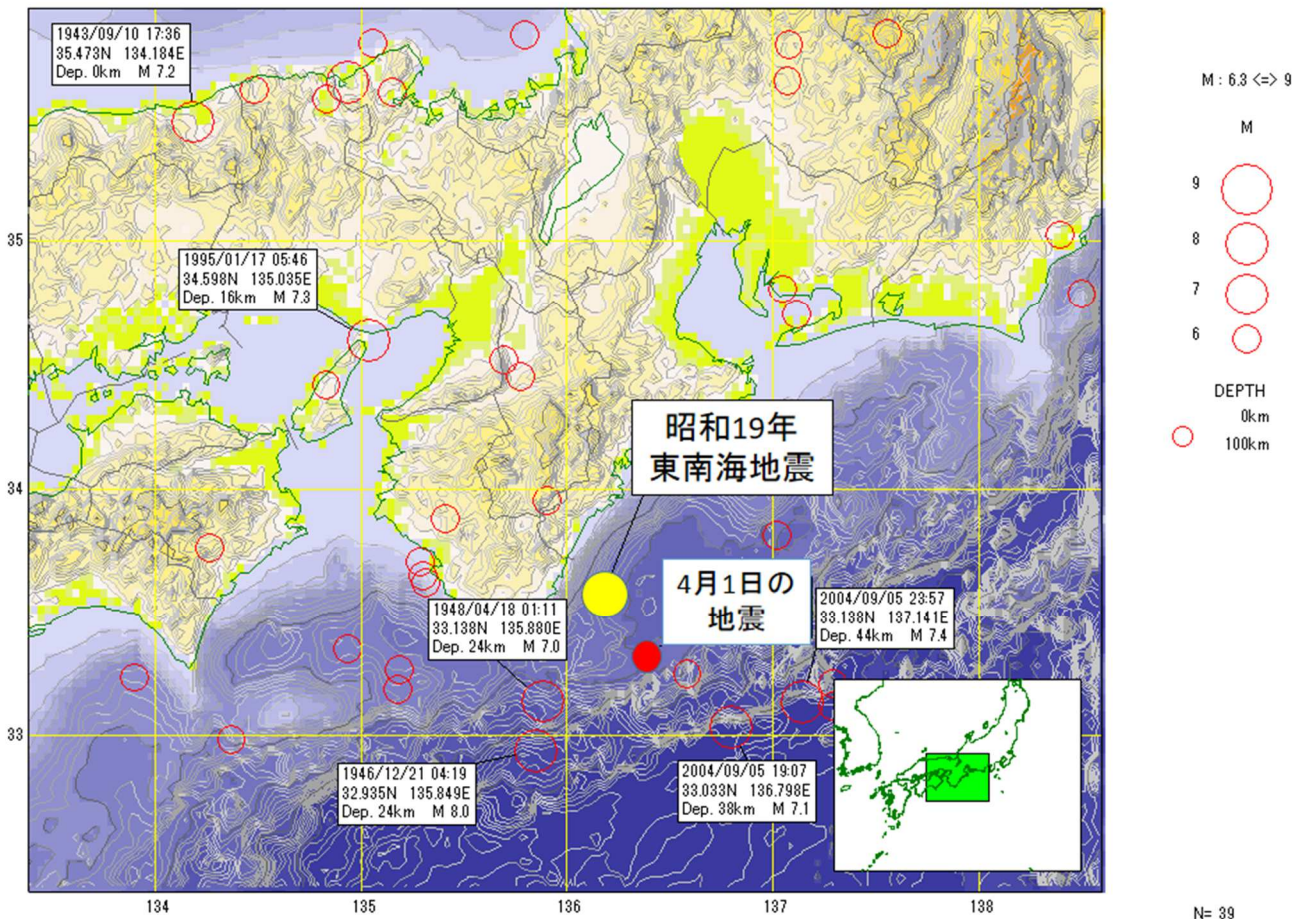 1943/09/10 17:36
35.473N 134.184E
Dep. 0km M 7.2
M : 6.3 <=> 9
M
9
8
7
6
DEPTH
0km
100km
35
1995/01/17 05:46
34.598N 135.035E
Dep. 16km M 7.3
昭和19年
東南海地震
34
4月1日の
地震
1948/04/18 01:11
33.138N 135.880E
Dep. 24km M 7.0
2004/09/05 23:57
33.138N 137.141E
Dep. 44km M 7.4
33
1946/12/21 04:19
32.935N 135.849E
Dep. 24km M 8.0
2004/09/05 19:07
33.033N 136.798E
Dep. 38km M 7.1
134
135
136
137
138
N= 39